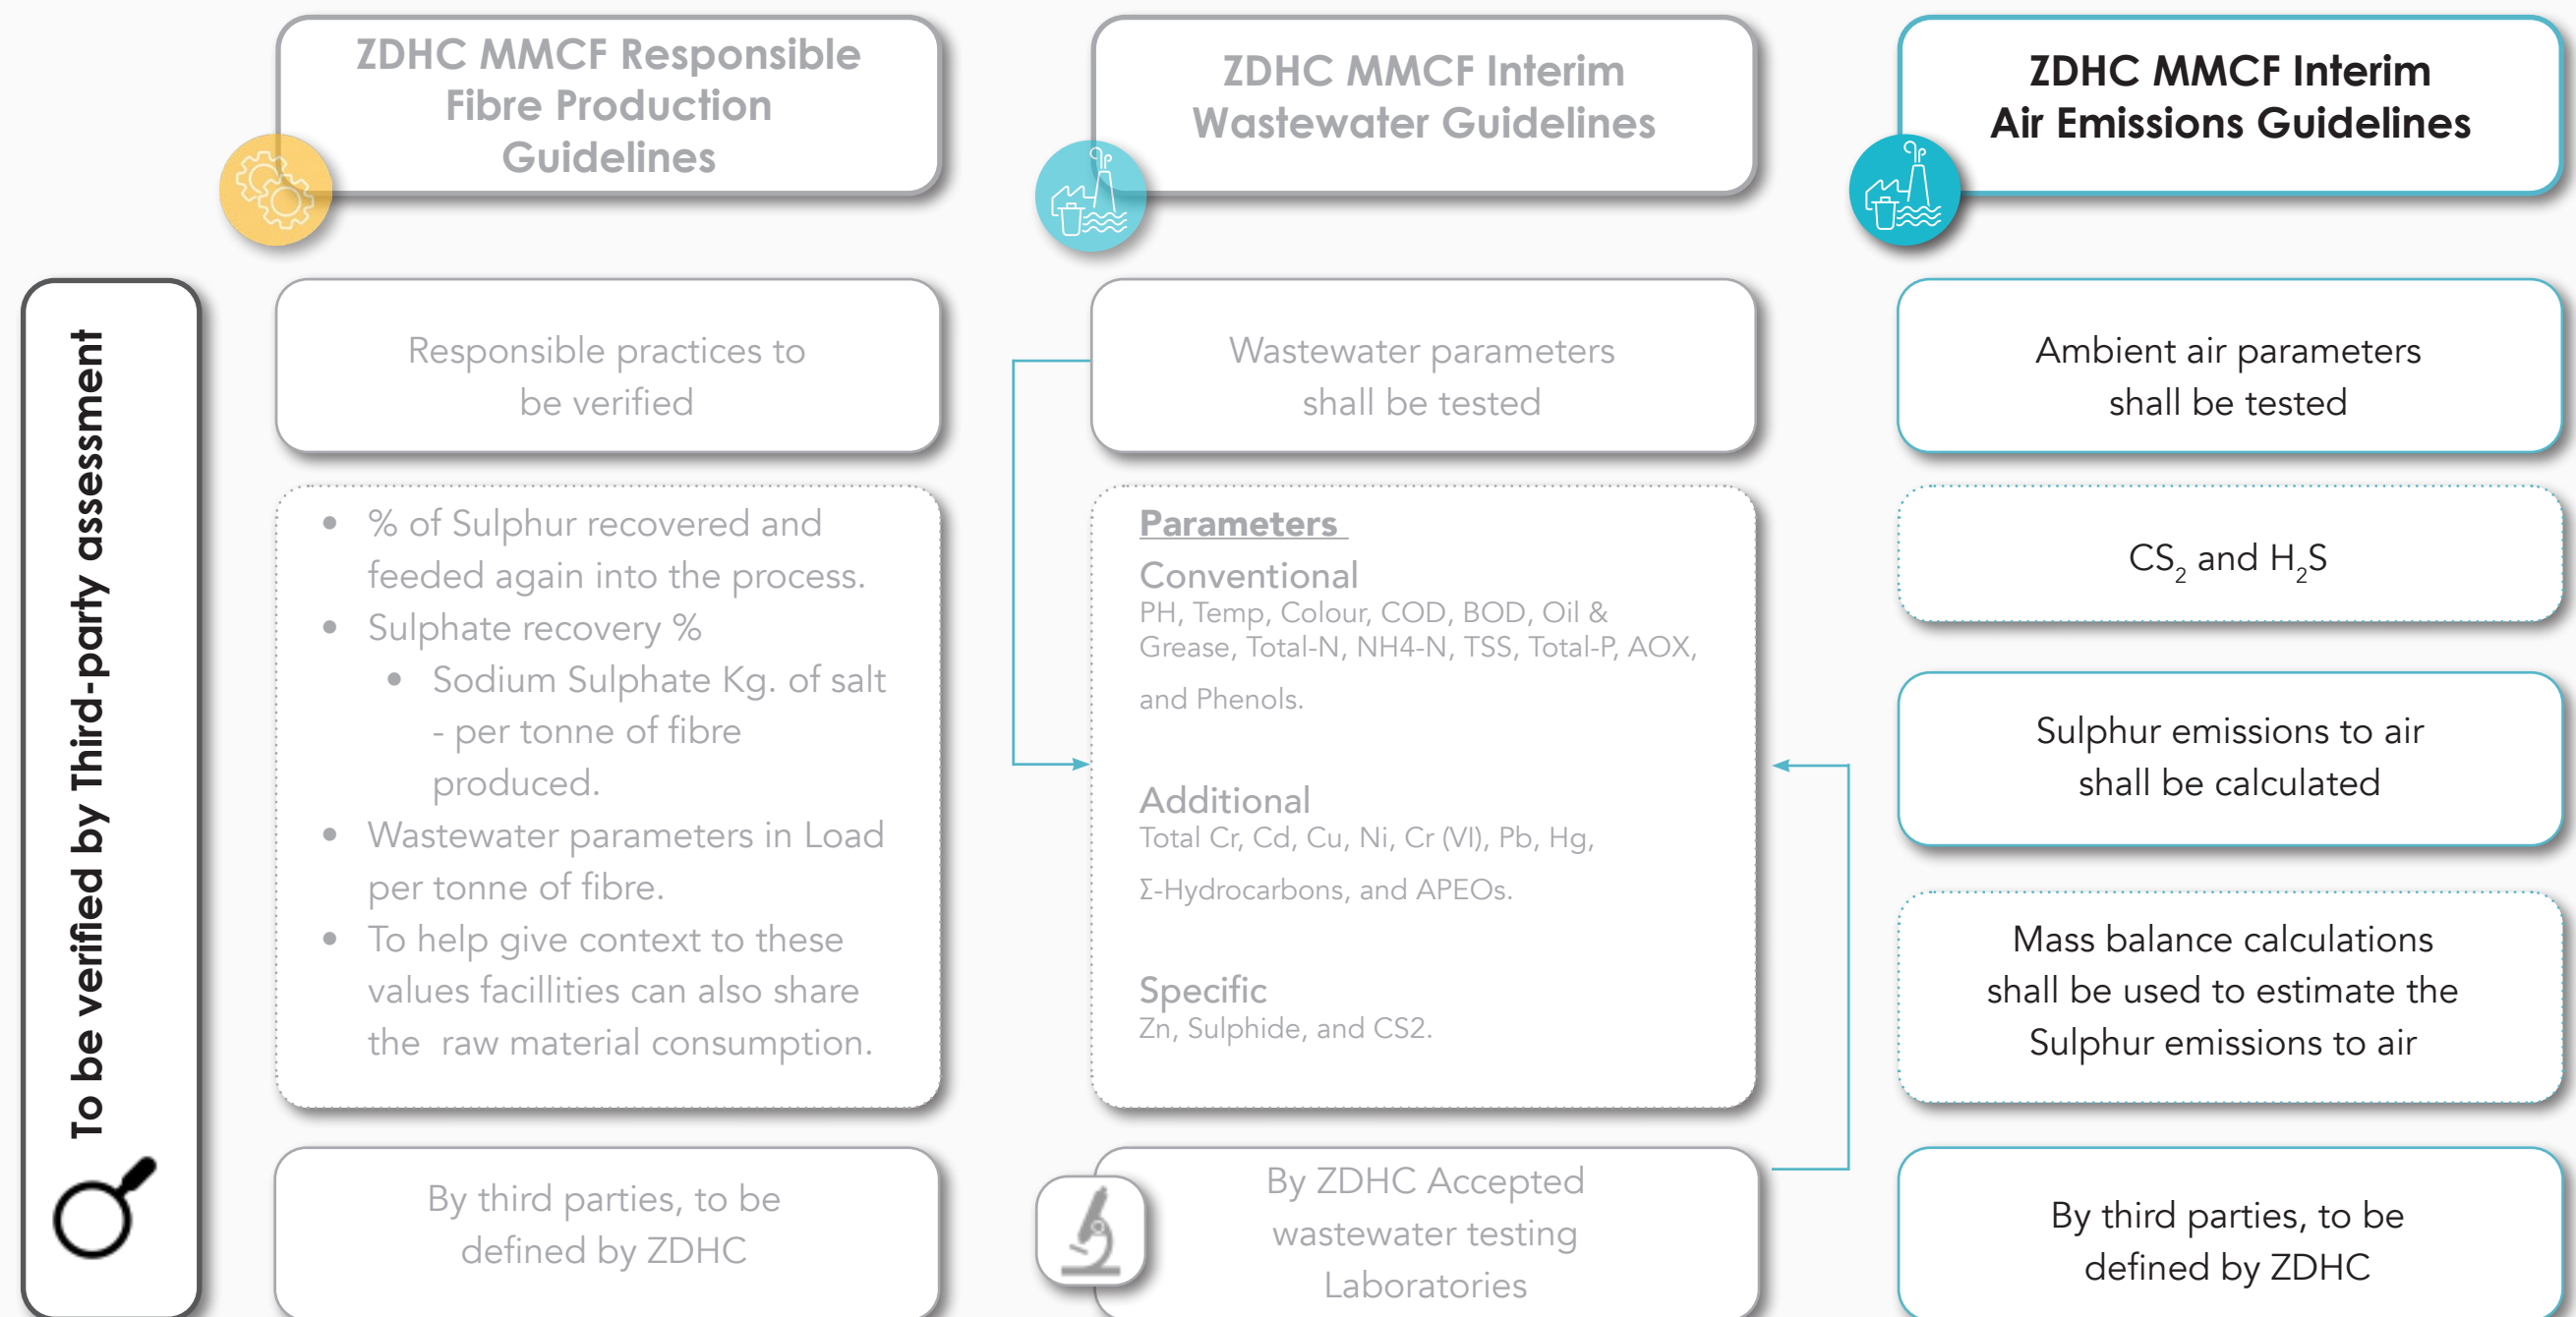 To be verified by Third-party assessment
ZDHC MMCF Responsible
Fibre Production
Guidelines
Responsible practices to
be verified
• % of Sulphur recovered and
feeded again into the process.
• Sulphate recovery %
• Sodium Sulphate Kg. of salt
- per tonne of fibre
produced.
• Wastewater parameters in Load
per tonne of fibre.
• To help give context to these
values facillities can also share
the raw material consumption.
By third parties, to be
defined by ZDHC
ZDHC MMCF Interim
Wastewater Guidelines
Wastewater parameters
shall be tested
Parameters
Conventional
PH, Temp, Colour, COD, BOD, Oil &
Grease, Total-N, NH4-N, TSS, Total-P, AOX,
and Phenols.
Additional
Total Cr, Cd, Cu, Ni, Cr (VI), Pb, Hg,
Σ-Hydrocarbons, and APEOs.
Specific
Zn, Sulphide, and CS2.
By ZDHC Accepted
wastewater testing
Laboratories
ZDHC MMCF Interim
Air Emissions Guidelines
Ambient air parameters
shall be tested
CS₂ and H₂S
Sulphur emissions to air
shall be calculated
Mass balance calculations
shall be used to estimate the
Sulphur emissions to air
By third parties, to be
defined by ZDHC